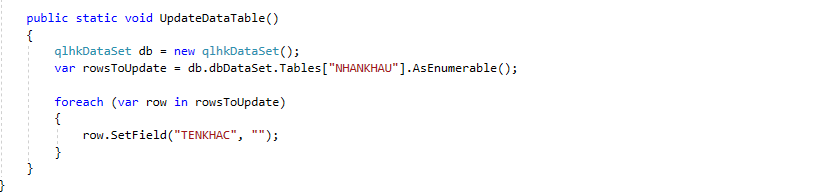 public static void UpdateDataTable()
{
qlhkDataSet db = new qlhkDataSet();
var rowsToUpdate = db.dbDataSet.Tables["NHANKHAU"].AsEnumerable();
foreach (var row in rowsToUpdate)
{
row.SetField("TENKHAC", "");
}
}
}